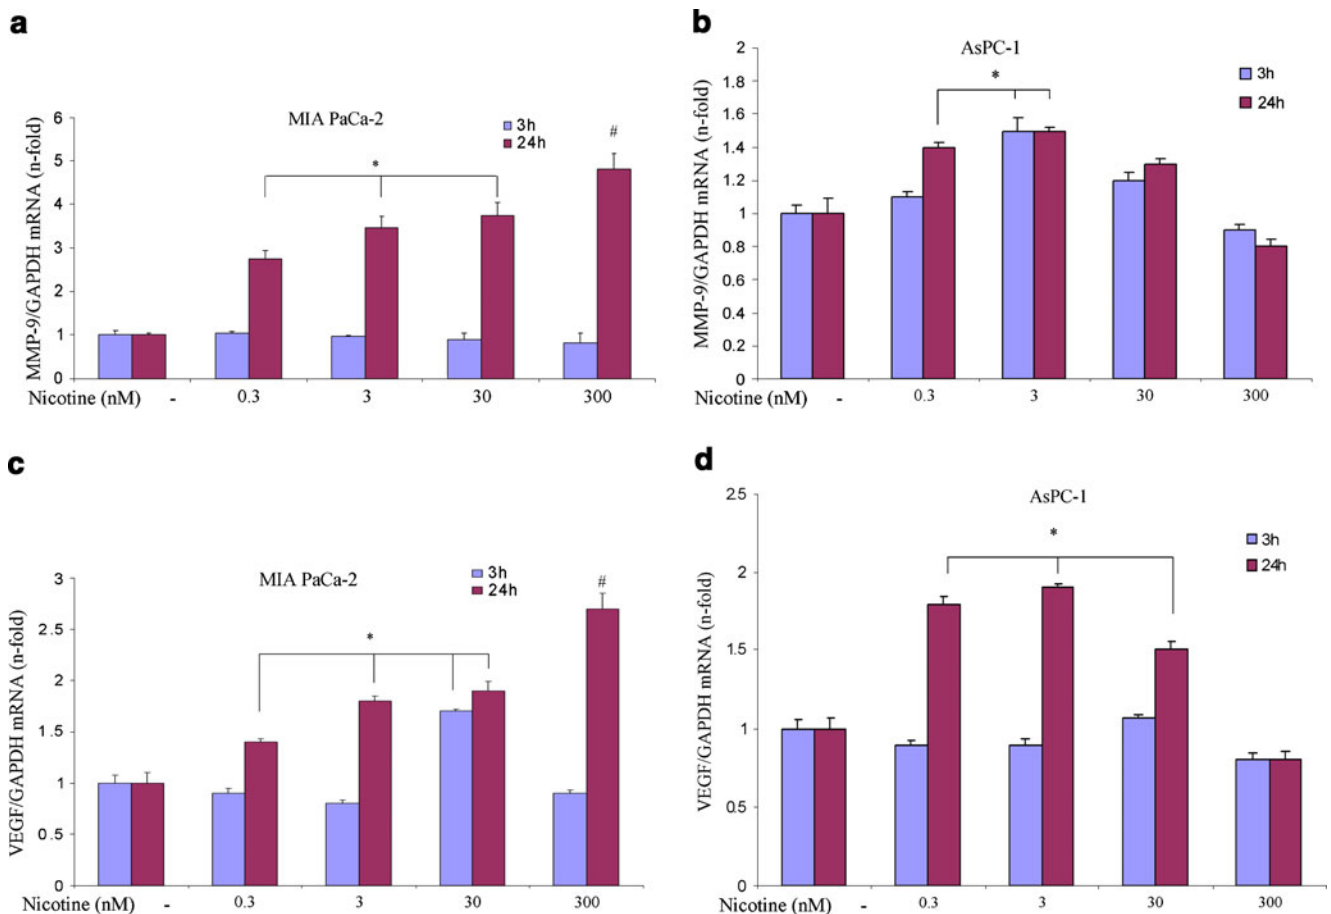 a
MIA PaCa-2
3h
24h
*
#
MMP-9/GAPDH mRNA (n-fold)
6
5
4
3
2
1
0
Nicotine (nM) - 0.3 3 30 300
b
AsPC-1
3h
24h
*
MMP-9/GAPDH mRNA (n-fold)
2
1.8
1.6
1.4
1.2
1
0.8
0.6
0.4
0.2
0
Nicotine (nM) - 0.3 3 30 300
c
MIA PaCa-2
3h
24h
*
#
VEGF/GAPDH mRNA (n-fold)
3
2.5
2
1.5
1
0.5
0
Nicotine (nM) - 0.3 3 30 300
d
AsPC-1
3h
24h
*
VEGF/GAPDH mRNA (n-fold)
2.5
2
1.5
1
0.5
0
Nicotine (nM) - 0.3 3 30 300